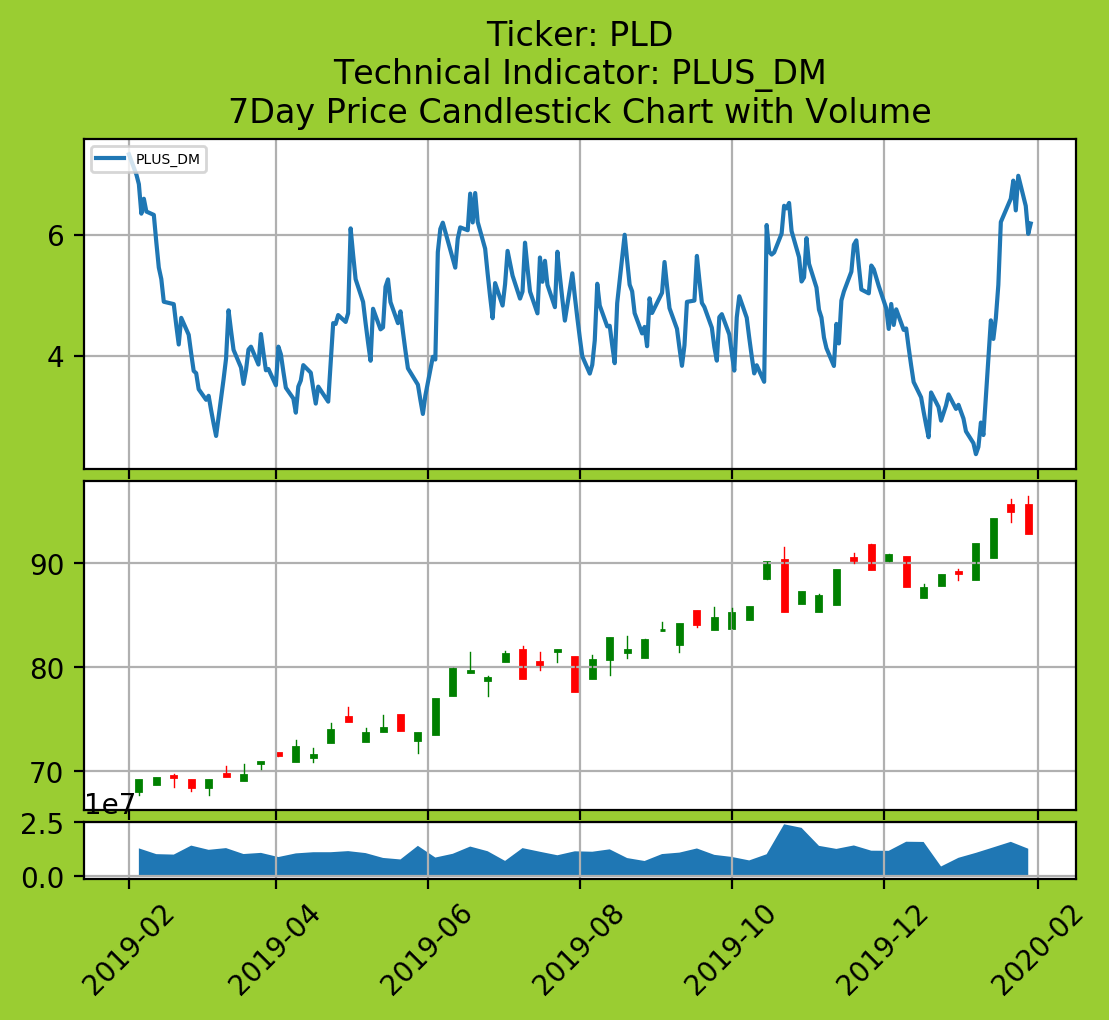 Ticker: PLD
Technical Indicator: PLUS_DM
7Day Price Candlestick Chart with Volume
PLUS_DM
6
4
90
80
70
1e7
2.5
0.0
2019-02
2019-04
2019-06
2019-08
2019-10
2019-12
2020-02